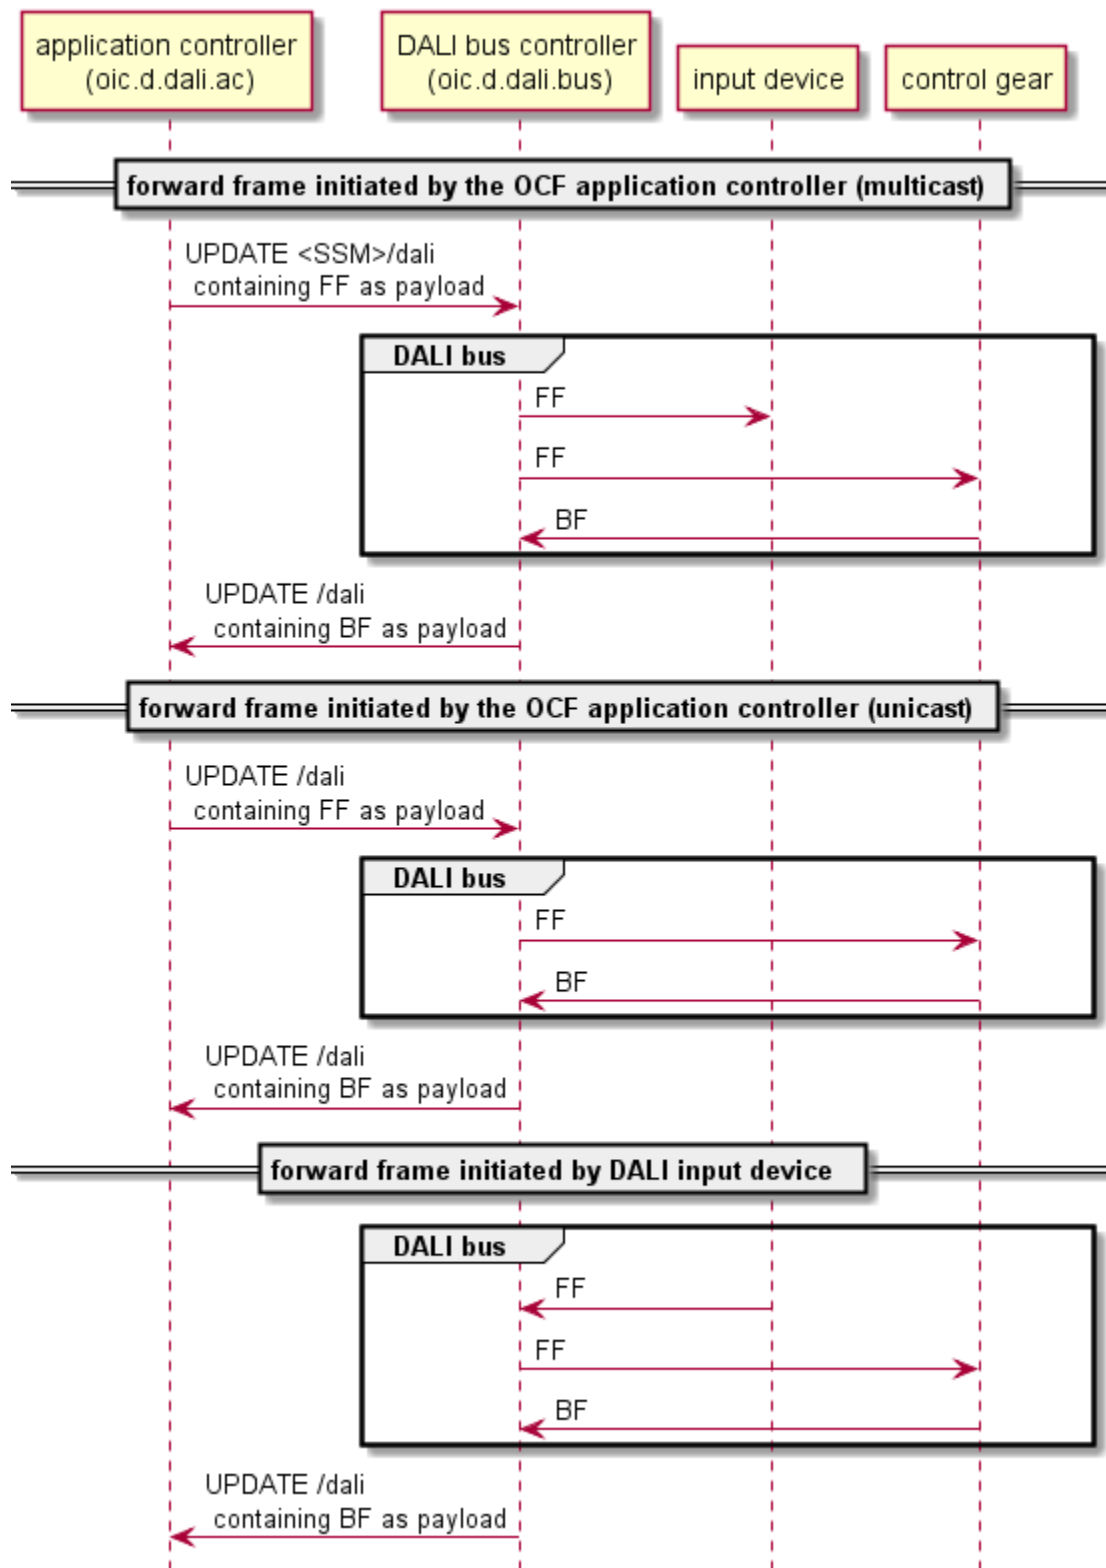 application controller
(oic.d.dali.ac)
DALI bus controller
(oic.d.dali.bus)
input device
control gear
forward frame initiated by the OCF application controller (multicast)
UPDATE <SSM>/dali
containing FF as payload
DALI bus
FF
FF
BF
UPDATE /dali
containing BF as payload
forward frame initiated by the OCF application controller (unicast)
UPDATE /dali
containing FF as payload
DALI bus
FF
BF
UPDATE /dali
containing BF as payload
forward frame initiated by DALI input device
DALI bus
FF
FF
BF
UPDATE /dali
containing BF as payload